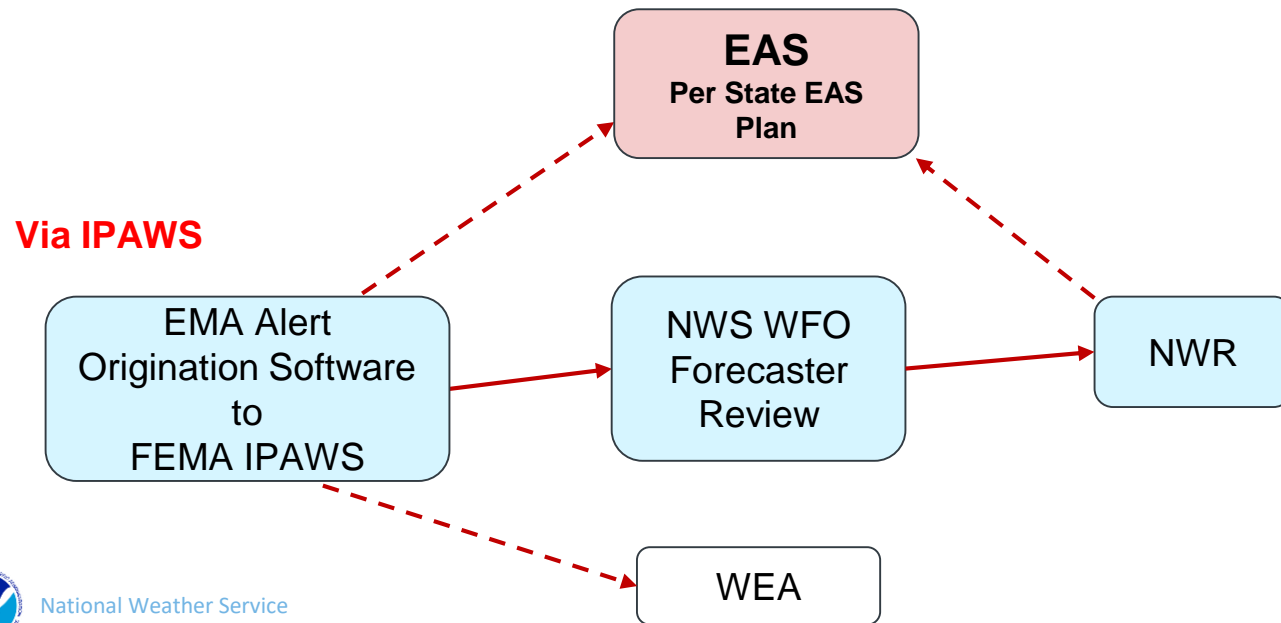 EAS
Per State EAS
Plan
Via IPAWS
EMA Alert
Origination Software
to
FEMA IPAWS
NWS WFO
Forecaster
Review
NWR
WEA
National Weather Service